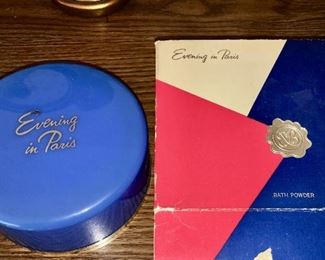 Evening
in Paris
Evening in Paris
BATH POWDER